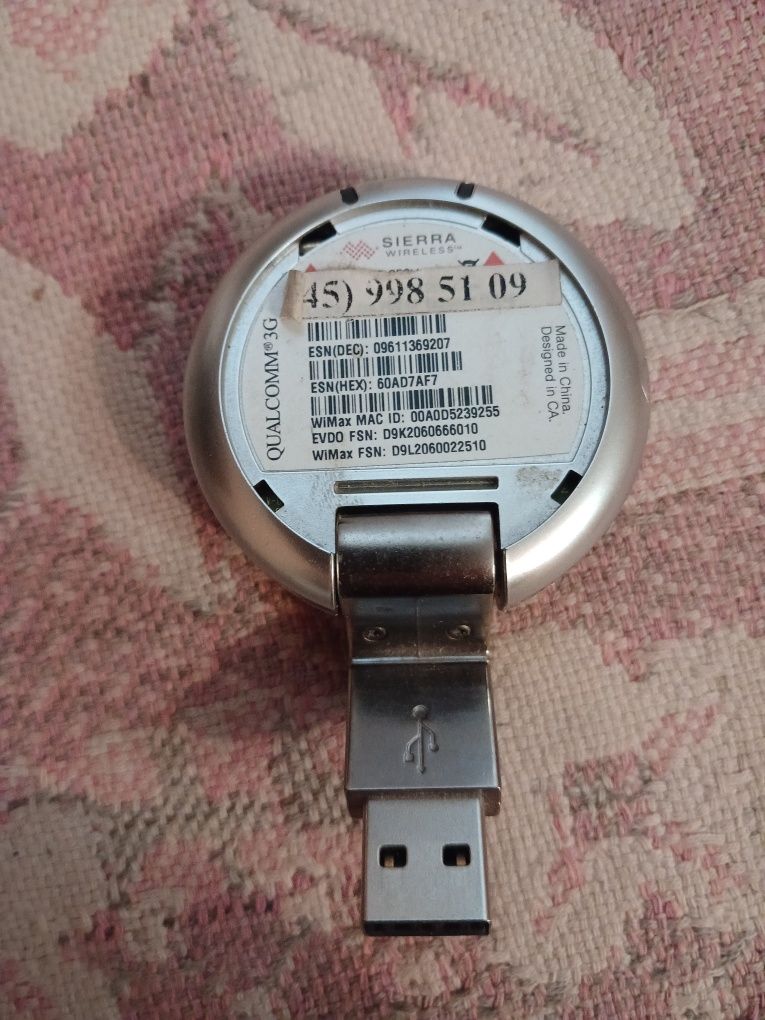 SIERRA
WIRELESS™
45) 998 51 09
QUALCOMM®3G
ESN(DEC): 09611369207
ESN(HEX): 60AD7AF7
WiMax MAC ID: 00A0D5239255
EVDO FSN: D9K2060666010
WiMax FSN: D9L2060022510
Made in China.
Designed in CA.